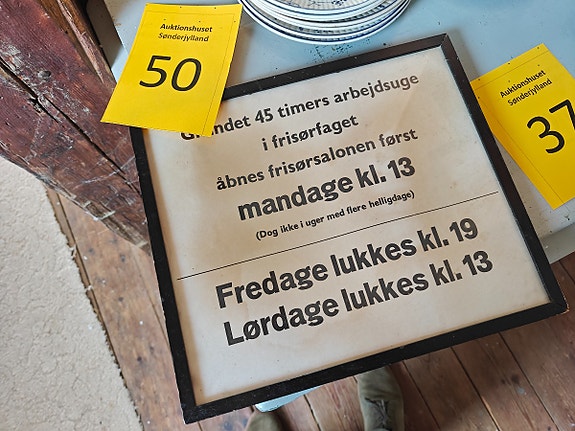 Auktionshuset
Sønderjylland
50
Auktionshuset
Sønderjylland
37
Grundet 45 timers arbejdsuge
i frisørfaget
åbnes frisørsalonen først
mandage kl. 13
(Dog ikke i uger med flere helligdage)
Fredage lukkes kl. 19
Lørdage lukkes kl. 13